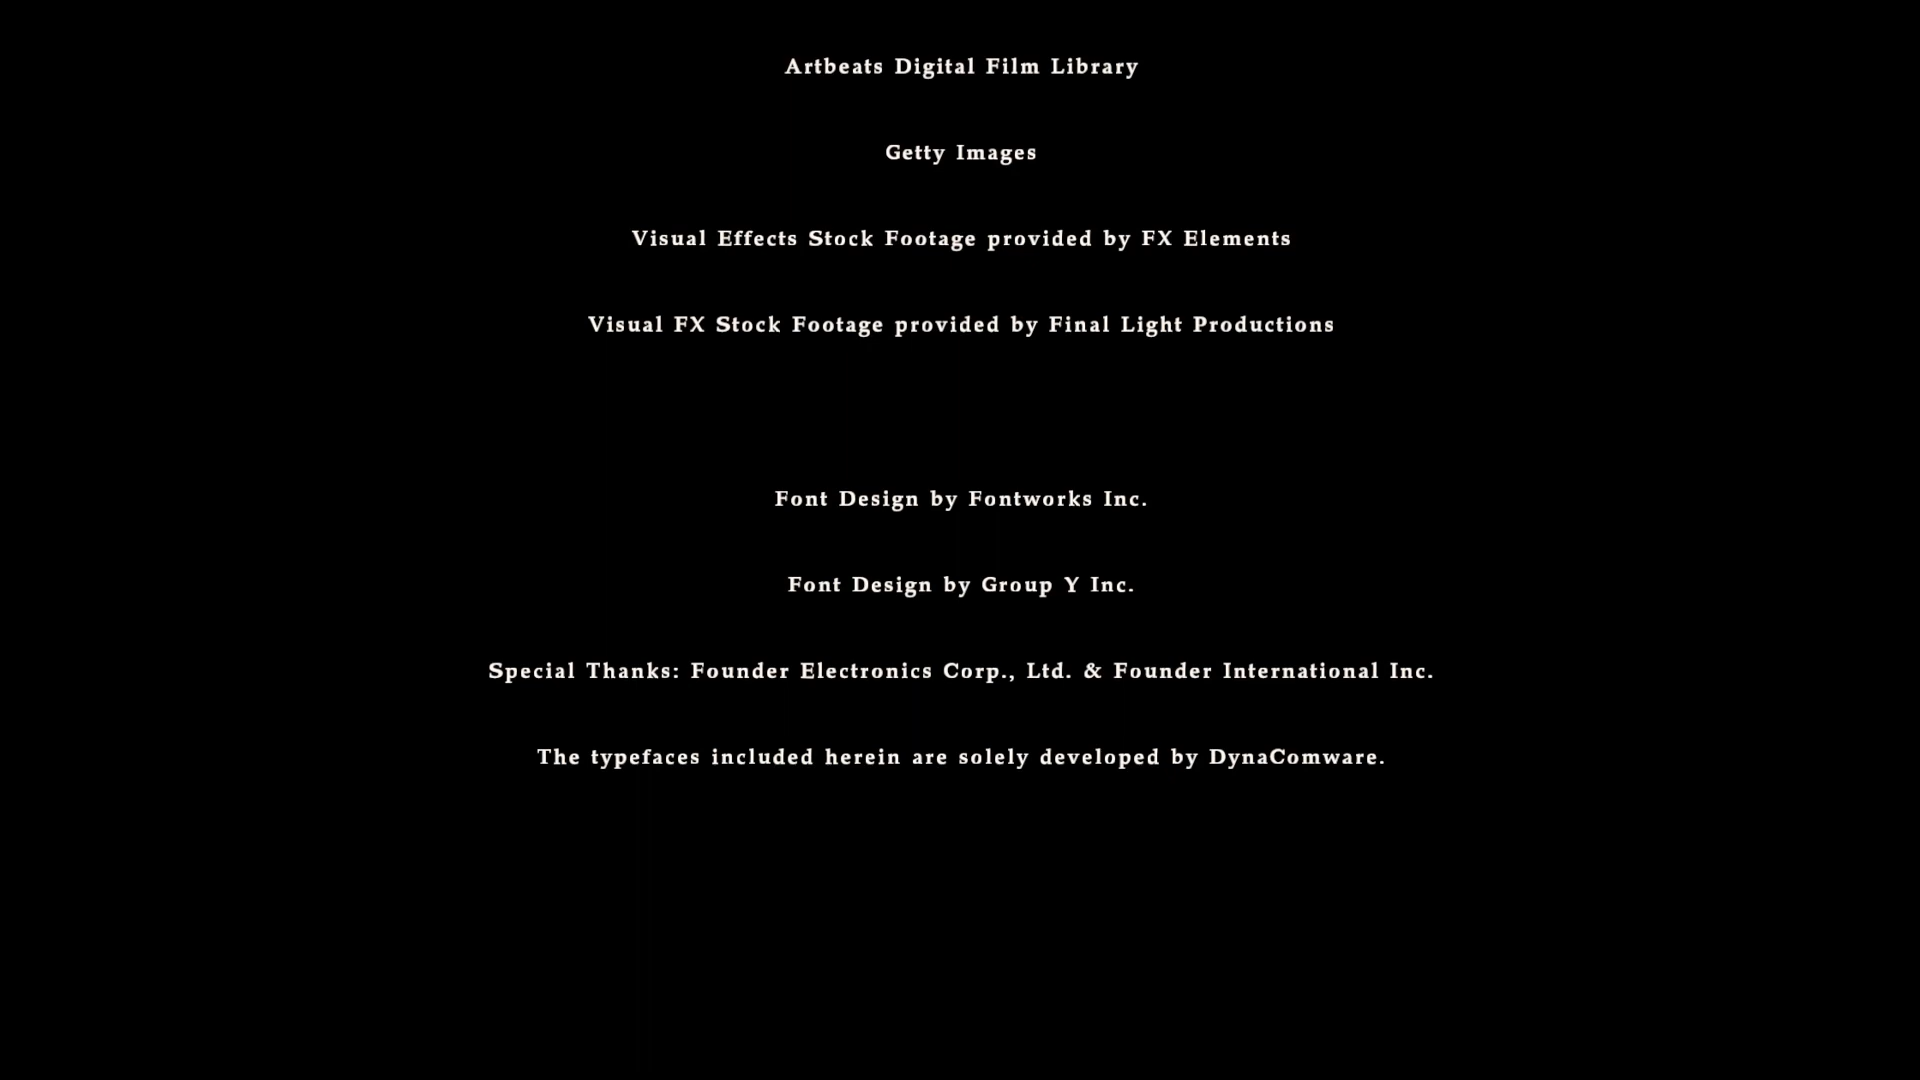 Artbeats Digital Film Library
Getty Images
Visual Effects Stock Footage provided by FX Elements
Visual FX Stock Footage provided by Final Light Productions
Font Design by Fontworks Inc.
Font Design by Group Y Inc.
Special Thanks: Founder Electronics Corp., Ltd. & Founder International Inc.
The typefaces included herein are solely developed by DynaComware.